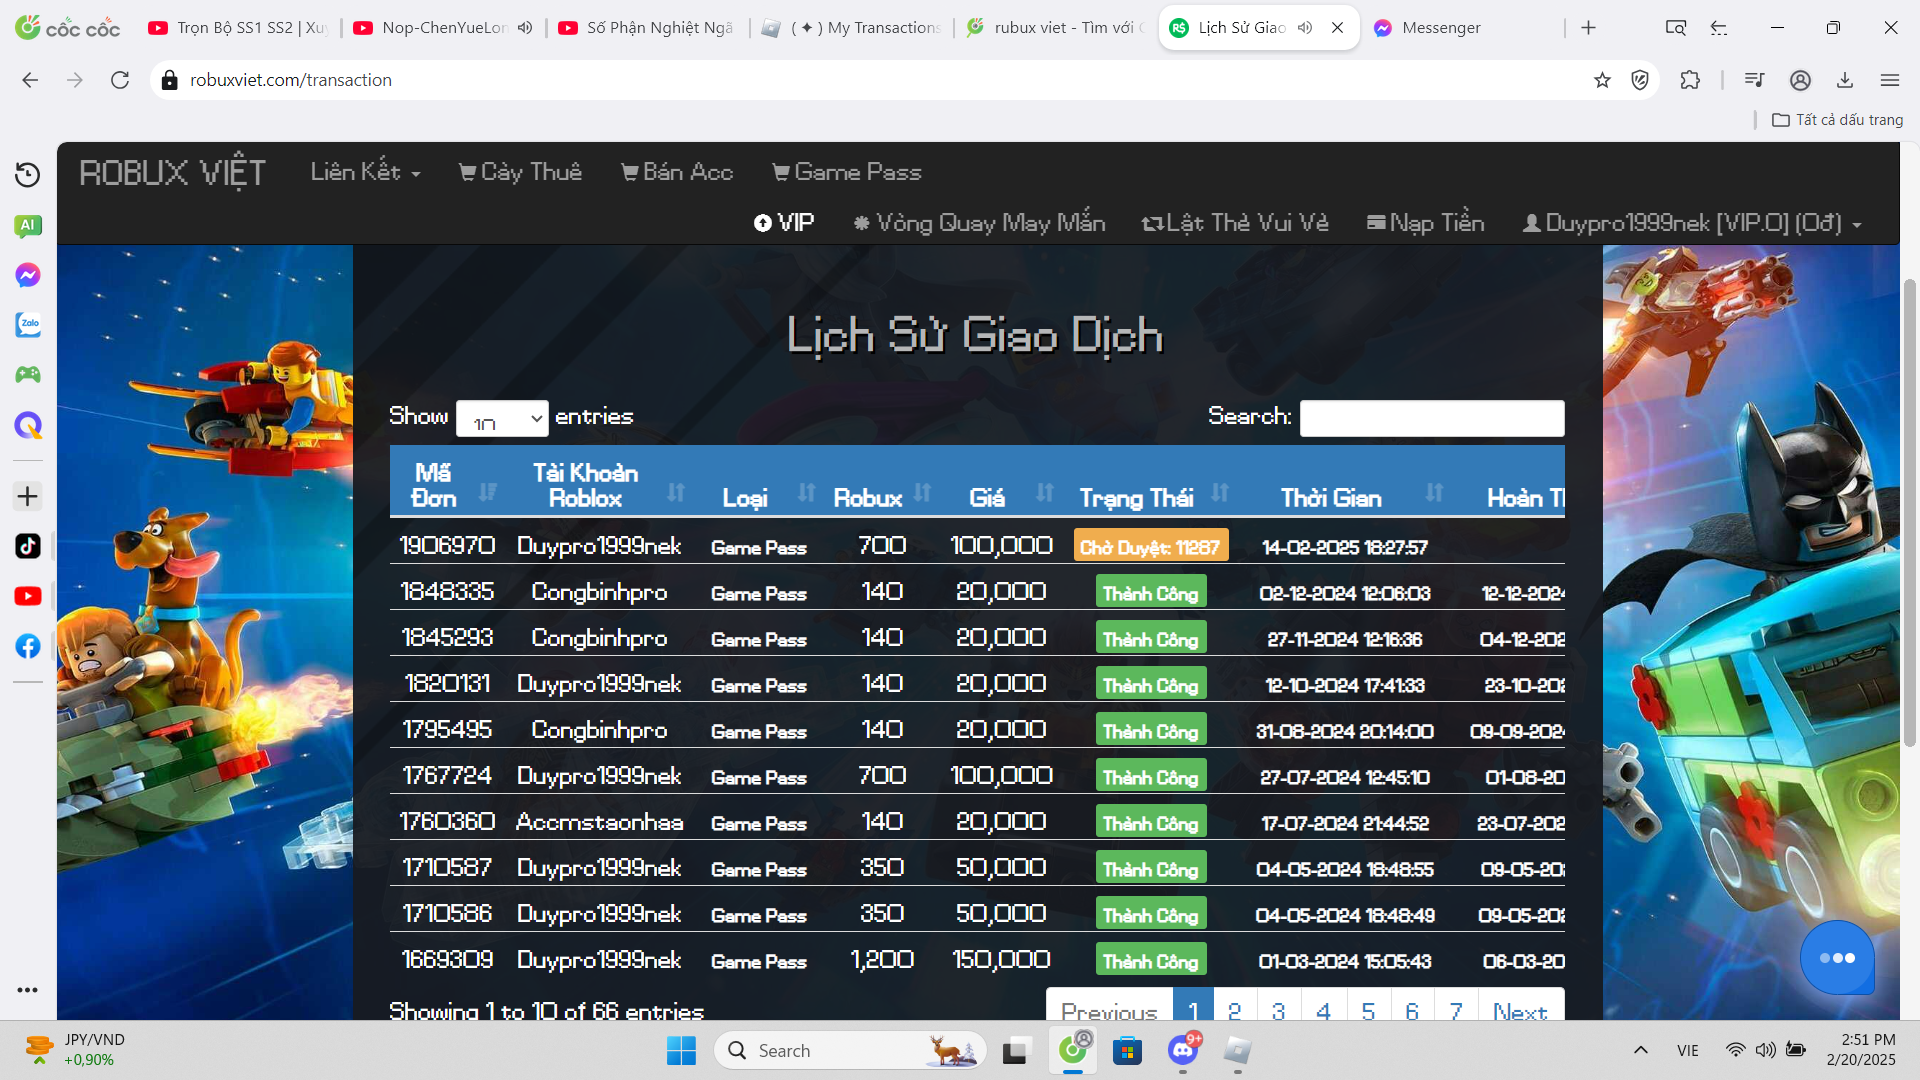 cốc cốc
Trọn Bộ SS1 SS2 | Xuy
Nop-ChenYueLon
Số Phận Nghiệt Ngã
( ✦ ) My Transactions
rubux viet - Tìm với C
Lịch Sử Giao
Messenger
robuxviet.com/transaction
Tất cả dấu trang
ROBUX VIỆT
Liên Kết
Cày Thuê
Bán Acc
Game Pass
VIP
Vòng Quay May Mắn
Lật Thẻ Vui Vẻ
Nạp Tiền
Duypro1999nek [VIP.0] (0đ)
AI
Zalo
Lịch Sử Giao Dịch
Show 10 entries
Search:
Mã Đơn Tài Khoản Roblox Loại Robux Giá Trạng Thái Thời Gian Hoàn Th
1906970 Duypro1999nek Game Pass 700 100,000 Chờ Duyệt: 11287 14-02-2025 18:27:57
1848335 Congbinhpro Game Pass 140 20,000 Thành Công 02-12-2024 12:06:03 12-12-2024
1845293 Congbinhpro Game Pass 140 20,000 Thành Công 27-11-2024 12:16:36 04-12-202
1820131 Duypro1999nek Game Pass 140 20,000 Thành Công 12-10-2024 17:41:33 23-10-202
1795495 Congbinhpro Game Pass 140 20,000 Thành Công 31-08-2024 20:14:00 09-09-2024
1767724 Duypro1999nek Game Pass 700 100,000 Thành Công 27-07-2024 12:45:10 01-08-20
1760360 Accmstaonhaa Game Pass 140 20,000 Thành Công 17-07-2024 21:44:52 23-07-202
1710587 Duypro1999nek Game Pass 350 50,000 Thành Công 04-05-2024 18:48:55 09-05-202
1710586 Duypro1999nek Game Pass 350 50,000 Thành Công 04-05-2024 18:48:49 09-05-202
1669309 Duypro1999nek Game Pass 1,200 150,000 Thành Công 01-03-2024 15:05:43 06-03-20
Showing 1 to 10 of 66 entries
Previous 1 2 3 4 5 6 7 Next
JPY/VND
+0,90%
Search
9+
VIE
2:51 PM
2/20/2025